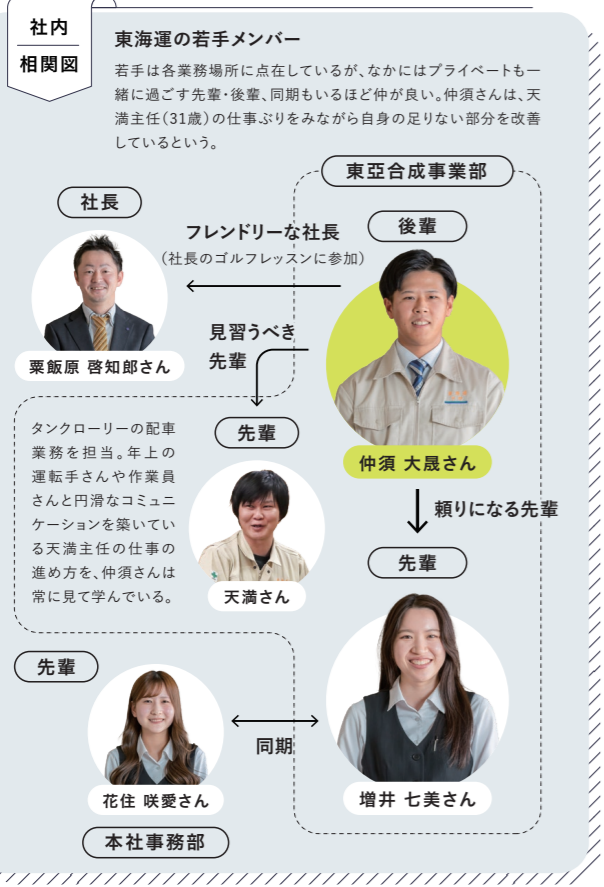 社内
相関図
東海運の若手メンバー
若手は各業務場所に点在しているが、なかにはプライベートも一
緒に過ごす先輩・後輩、同期もいるほど仲が良い。仲須さんは、天
満主任(31歳)の仕事ぶりをみながら自身の足りない部分を改善
しているという。
東亞合成事業部
社長
フレンドリーな社長
(社長のゴルフレッスンに参加)
後輩
粟飯原 啓知郎さん
見習うべき
先輩
仲須 大晟さん
タンクローリーの配車
業務を担当。年上の
運転手さんや作業員
さんと円滑なコミュニ
ケーションを築いてい
る天満主任の仕事の
進め方を、仲須さんは
常に見て学んでいる。
先輩
天満さん
頼りになる先輩
先輩
増井 七美さん
先輩
同期
花住 咲愛さん
本社事務部